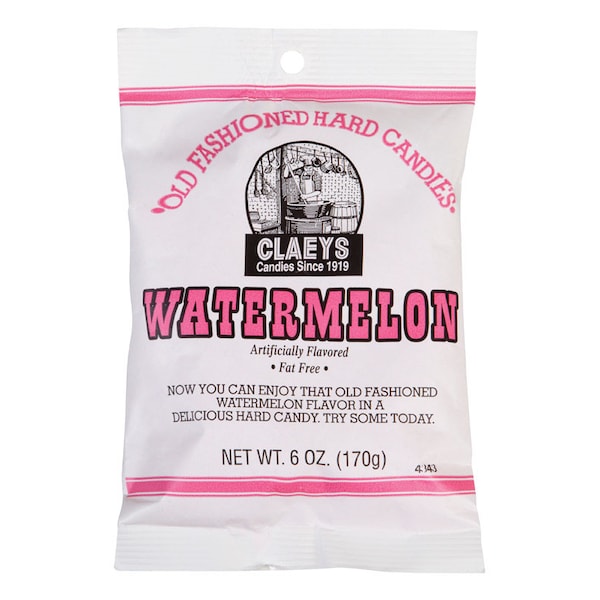 "OLD FASHIONED HARD CANDIES"
CLAEYS
Candies Since 1919
WATERMELON
Artificially Flavored
• Fat Free •
NOW YOU CAN ENJOY THAT OLD FASHIONED
WATERMELON FLAVOR IN A
DELICIOUS HARD CANDY. TRY SOME TODAY.
NET WT. 6 OZ. (170g)